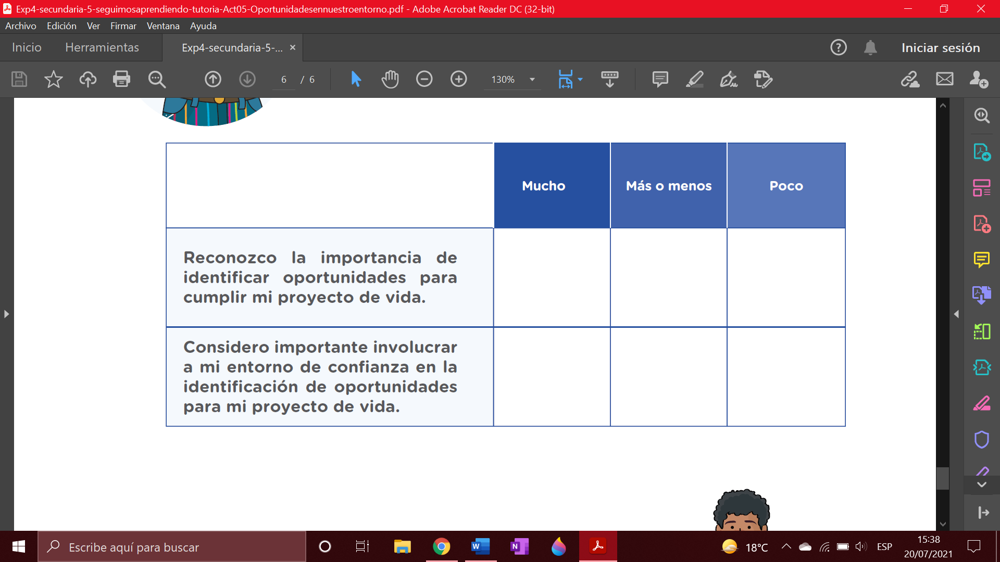 Exp4-secundaria-5-seguimosaprendiendo-tutoria-Act05-Oportunidadesennuestroentorno.pdf - Adobe Acrobat Reader DC (32-bit)
Archivo Edición Ver Firmar Ventana Ayuda
Inicio Herramientas Exp4-secundaria-5-... × Iniciar sesión
6 / 6 130%
Mucho Más o menos Poco
Reconozco la importancia de
identificar oportunidades para
cumplir mi proyecto de vida.
Considero importante involucrar
a mi entorno de confianza en la
identificación de oportunidades
para mi proyecto de vida.
Escribe aquí para buscar
18°C
ESP
15:38
20/07/2021